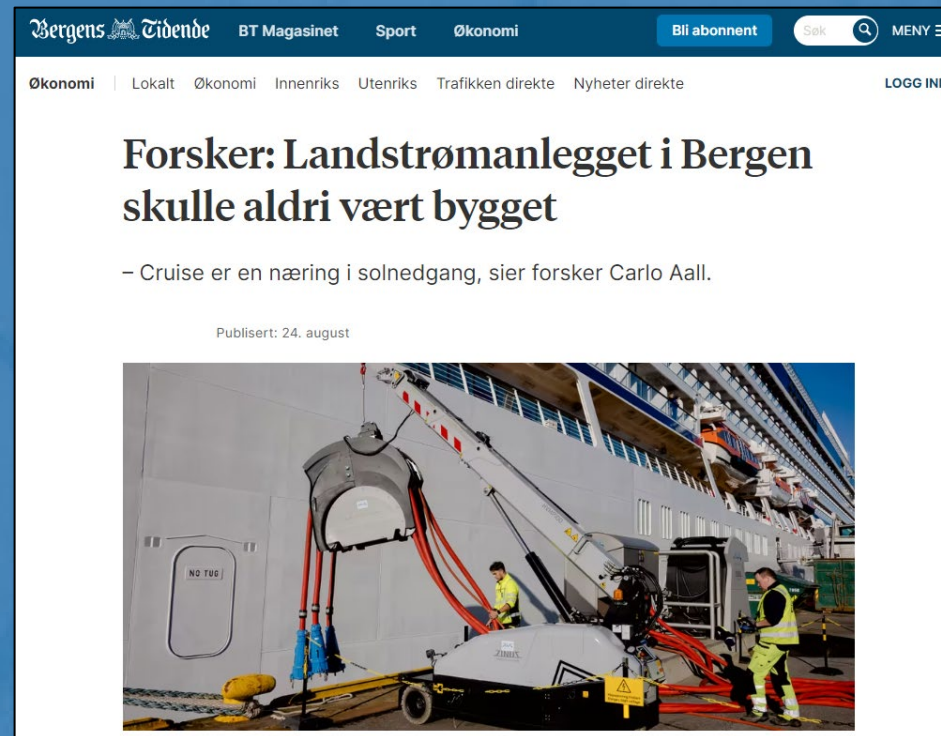 Bergens Tidende BT Magasinet Sport Økonomi Bli abonnent Søk MENY
Økonomi Lokalt Økonomi Innenriks Utenriks Trafikken direkte Nyheter direkte LOGG INN
Forsker: Landstrømanlegget i Bergen
skulle aldri vært bygget
– Cruise er en næring i solnedgang, sier forsker Carlo Aall.
Publisert: 24. august
NO TUG